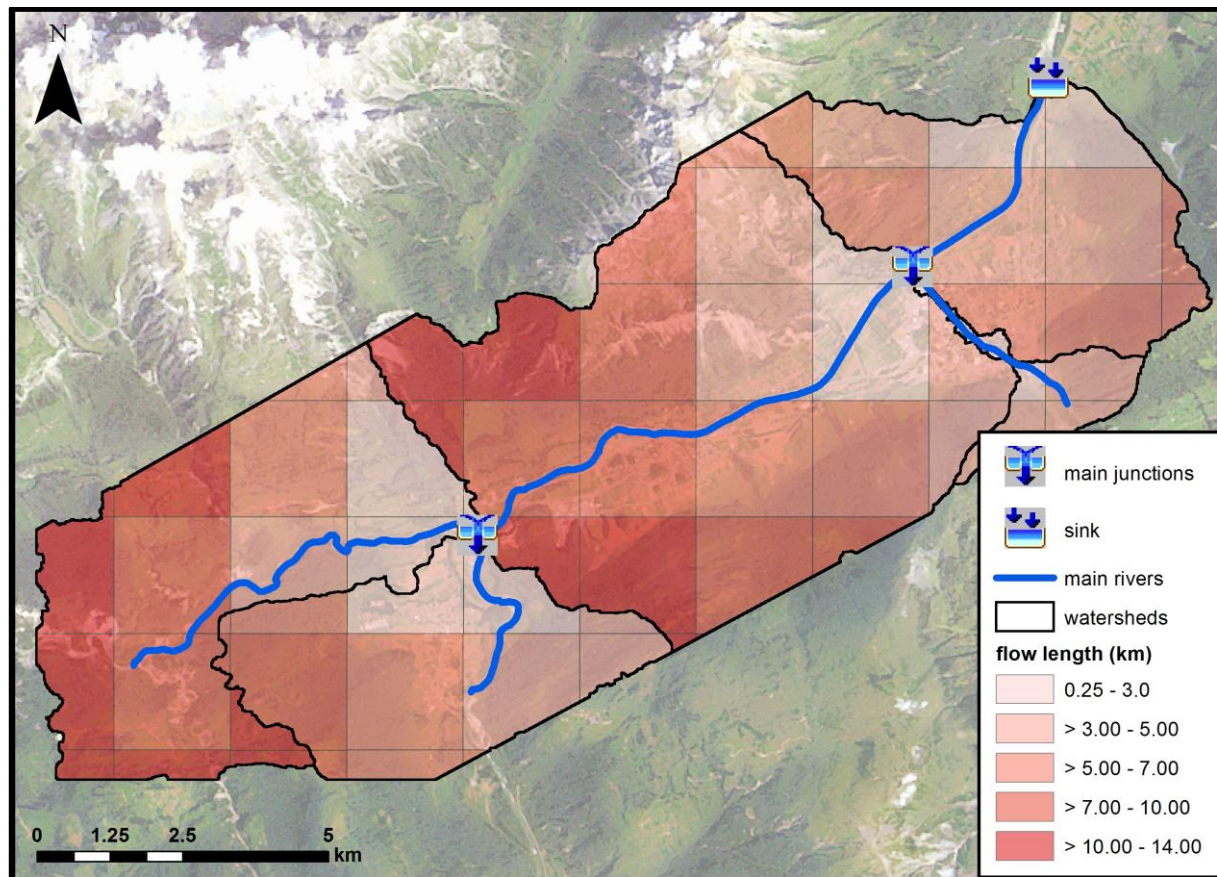 N
main junctions
sink
main rivers
watersheds
flow length (km)
0.25 - 3.0
> 3.00 - 5.00
> 5.00 - 7.00
> 7.00 - 10.00
> 10.00 - 14.00
0 1.25 2.5 5
km